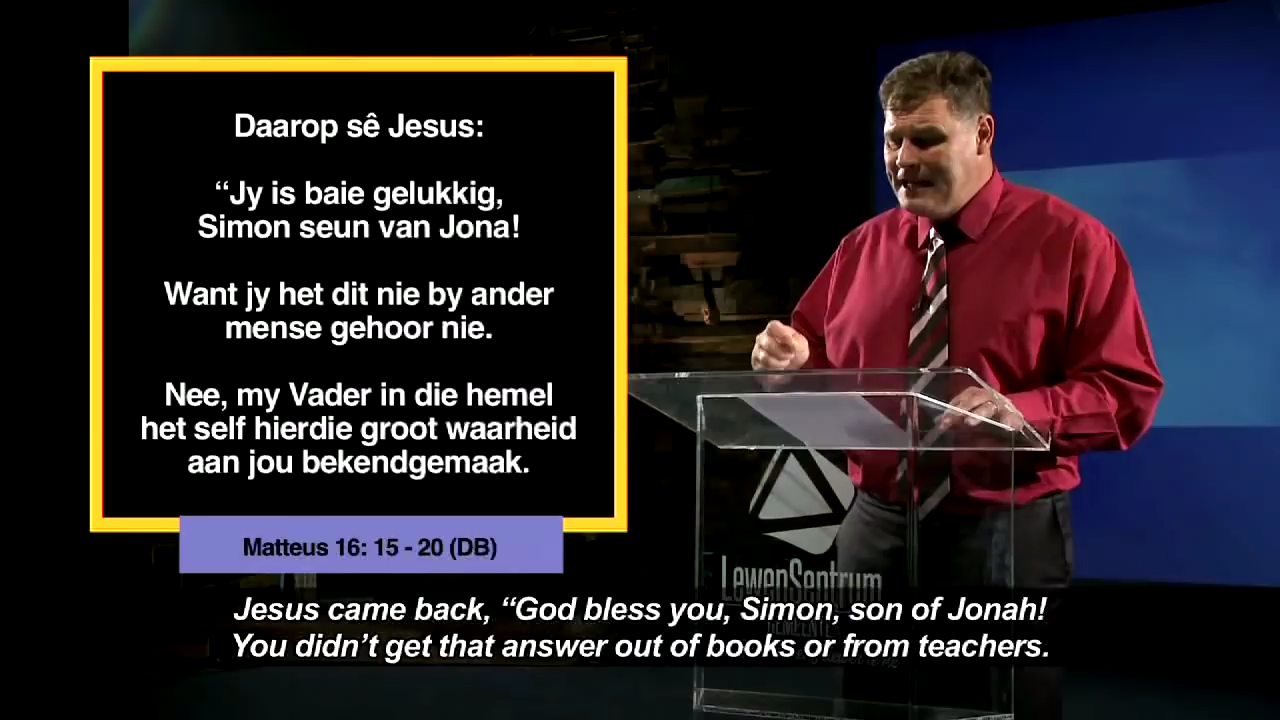 Daarop sê Jesus:
“Jy is baie gelukkig,
Simon seun van Jona!
Want jy het dit nie by ander
mense gehoor nie.
Nee, my Vader in die hemel
het self hierdie groot waarheid
aan jou bekendgemaak.
Matteus 16: 15 - 20 (DB)
LewenSentrum
GEMEENTE
Jesus came back, “God bless you, Simon, son of Jonah!
You didn’t get that answer out of books or from teachers.